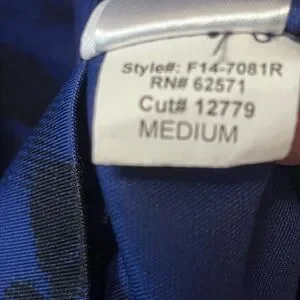 Style#: F14-7081R
RN# 62571
Cut# 12779
MEDIUM